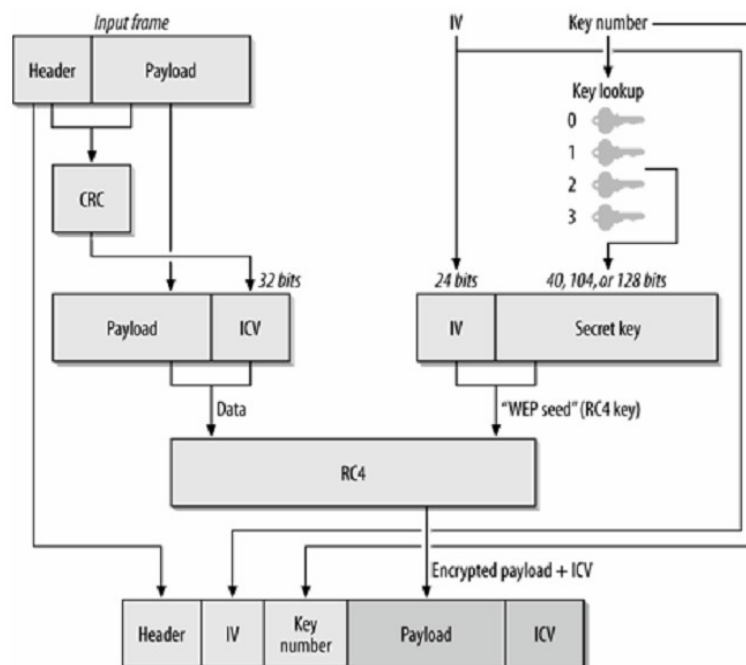 Input frame
IV
Key number
Header
Payload
Key lookup
0
1
2
3
CRC
32 bits
24 bits
40, 104, or 128 bits
Payload
ICV
IV
Secret key
Data
“WEP seed” (RC4 key)
RC4
Encrypted payload + ICV
Header
IV
Key
number
Payload
ICV